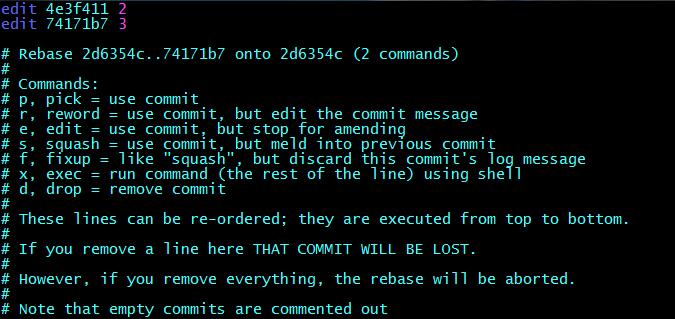 edit 4e3f411 2
edit 74171b7 3
# Rebase 2d6354c..74171b7 onto 2d6354c (2 commands)
#
# Commands:
# p, pick = use commit
# r, reword = use commit, but edit the commit message
# e, edit = use commit, but stop for amending
# s, squash = use commit, but meld into previous commit
# f, fixup = like "squash", but discard this commit's log message
# x, exec = run command (the rest of the line) using shell
# d, drop = remove commit
#
# These lines can be re-ordered; they are executed from top to bottom.
#
# If you remove a line here THAT COMMIT WILL BE LOST.
#
# However, if you remove everything, the rebase will be aborted.
#
# Note that empty commits are commented out